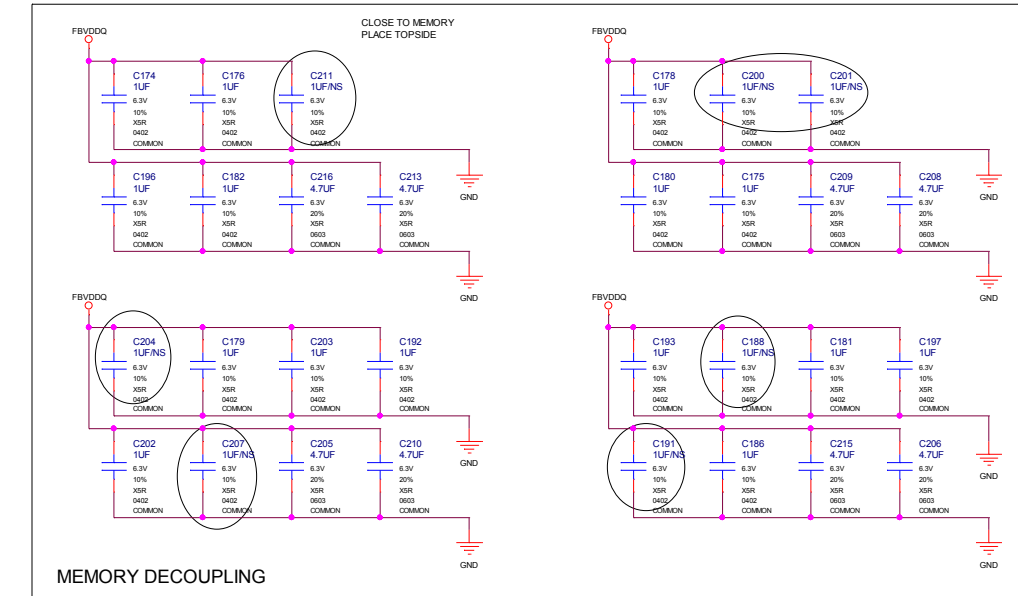 CLOSE TO MEMORY
PLACE TOPSIDE
FBVDDQ
C174
1UF
6.3V
10%
X5R
0402
COMMON
C176
1UF
6.3V
10%
X5R
0402
COMMON
C211
1UF/NS
6.3V
10%
X5R
0402
COMMON
C196
1UF
6.3V
10%
X5R
0402
COMMON
C182
1UF
6.3V
10%
X5R
0402
COMMON
C216
4.7UF
6.3V
20%
X5R
0603
COMMON
C213
4.7UF
6.3V
20%
X5R
0603
COMMON
GND
GND
FBVDDQ
C178
1UF
6.3V
10%
X5R
0402
COMMON
C200
1UF/NS
6.3V
10%
X5R
0402
COMMON
C201
1UF/NS
6.3V
10%
X5R
0402
COMMON
C180
1UF
6.3V
10%
X5R
0402
COMMON
C175
1UF
6.3V
10%
X5R
0402
COMMON
C209
4.7UF
6.3V
20%
X5R
0603
COMMON
C208
4.7UF
6.3V
20%
X5R
0603
COMMON
GND
GND
FBVDDQ
C204
1UF/NS
6.3V
10%
X5R
0402
COMMON
C179
1UF
6.3V
10%
X5R
0402
COMMON
C203
1UF
6.3V
10%
X5R
0402
COMMON
C192
1UF
6.3V
10%
X5R
0402
COMMON
C202
1UF
6.3V
10%
X5R
0402
COMMON
C207
1UF/NS
6.3V
10%
X5R
0402
COMMON
C205
4.7UF
6.3V
20%
X5R
0603
COMMON
C210
4.7UF
6.3V
20%
X5R
0603
COMMON
GND
GND
FBVDDQ
C193
1UF
6.3V
10%
X5R
0402
COMMON
C188
1UF/NS
6.3V
10%
X5R
0402
COMMON
C181
1UF
6.3V
10%
X5R
0402
COMMON
C197
1UF
6.3V
10%
X5R
0402
COMMON
C191
1UF/NS
6.3V
10%
X5R
0402
COMMON
C186
1UF
6.3V
10%
X5R
0402
COMMON
C215
4.7UF
6.3V
20%
X5R
0603
COMMON
C206
4.7UF
6.3V
20%
X5R
0603
COMMON
GND
GND
MEMORY DECOUPLING